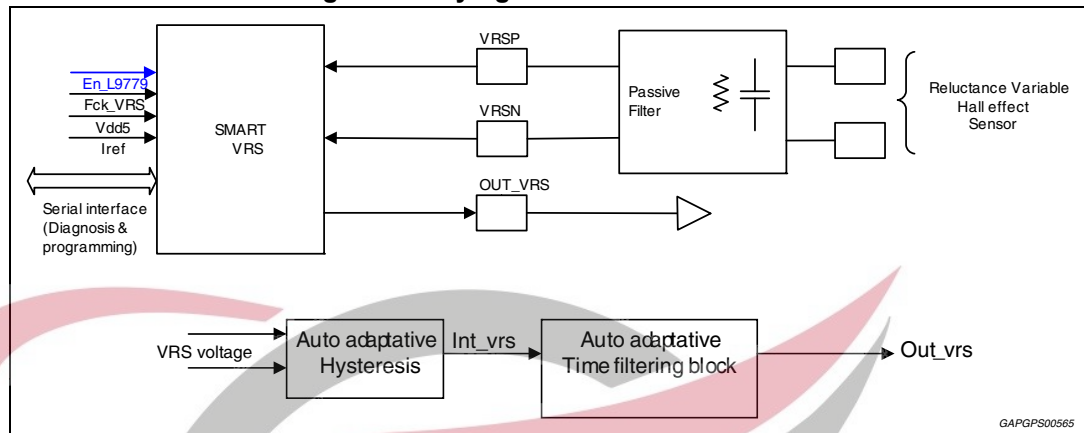 VRSP
En_L9779
Fck_VRS
Vdd5
Iref
SMART
VRS
VRSN
Passive
Filter
Reluctance Variable
Hall effect
Sensor
OUT_VRS
Serial interface
(Diagnosis &
programming)
VRS voltage
Auto adaptative
Hysteresis
Int_vrs
Auto adaptative
Time filtering block
Out_vrs
GAPGPS00565